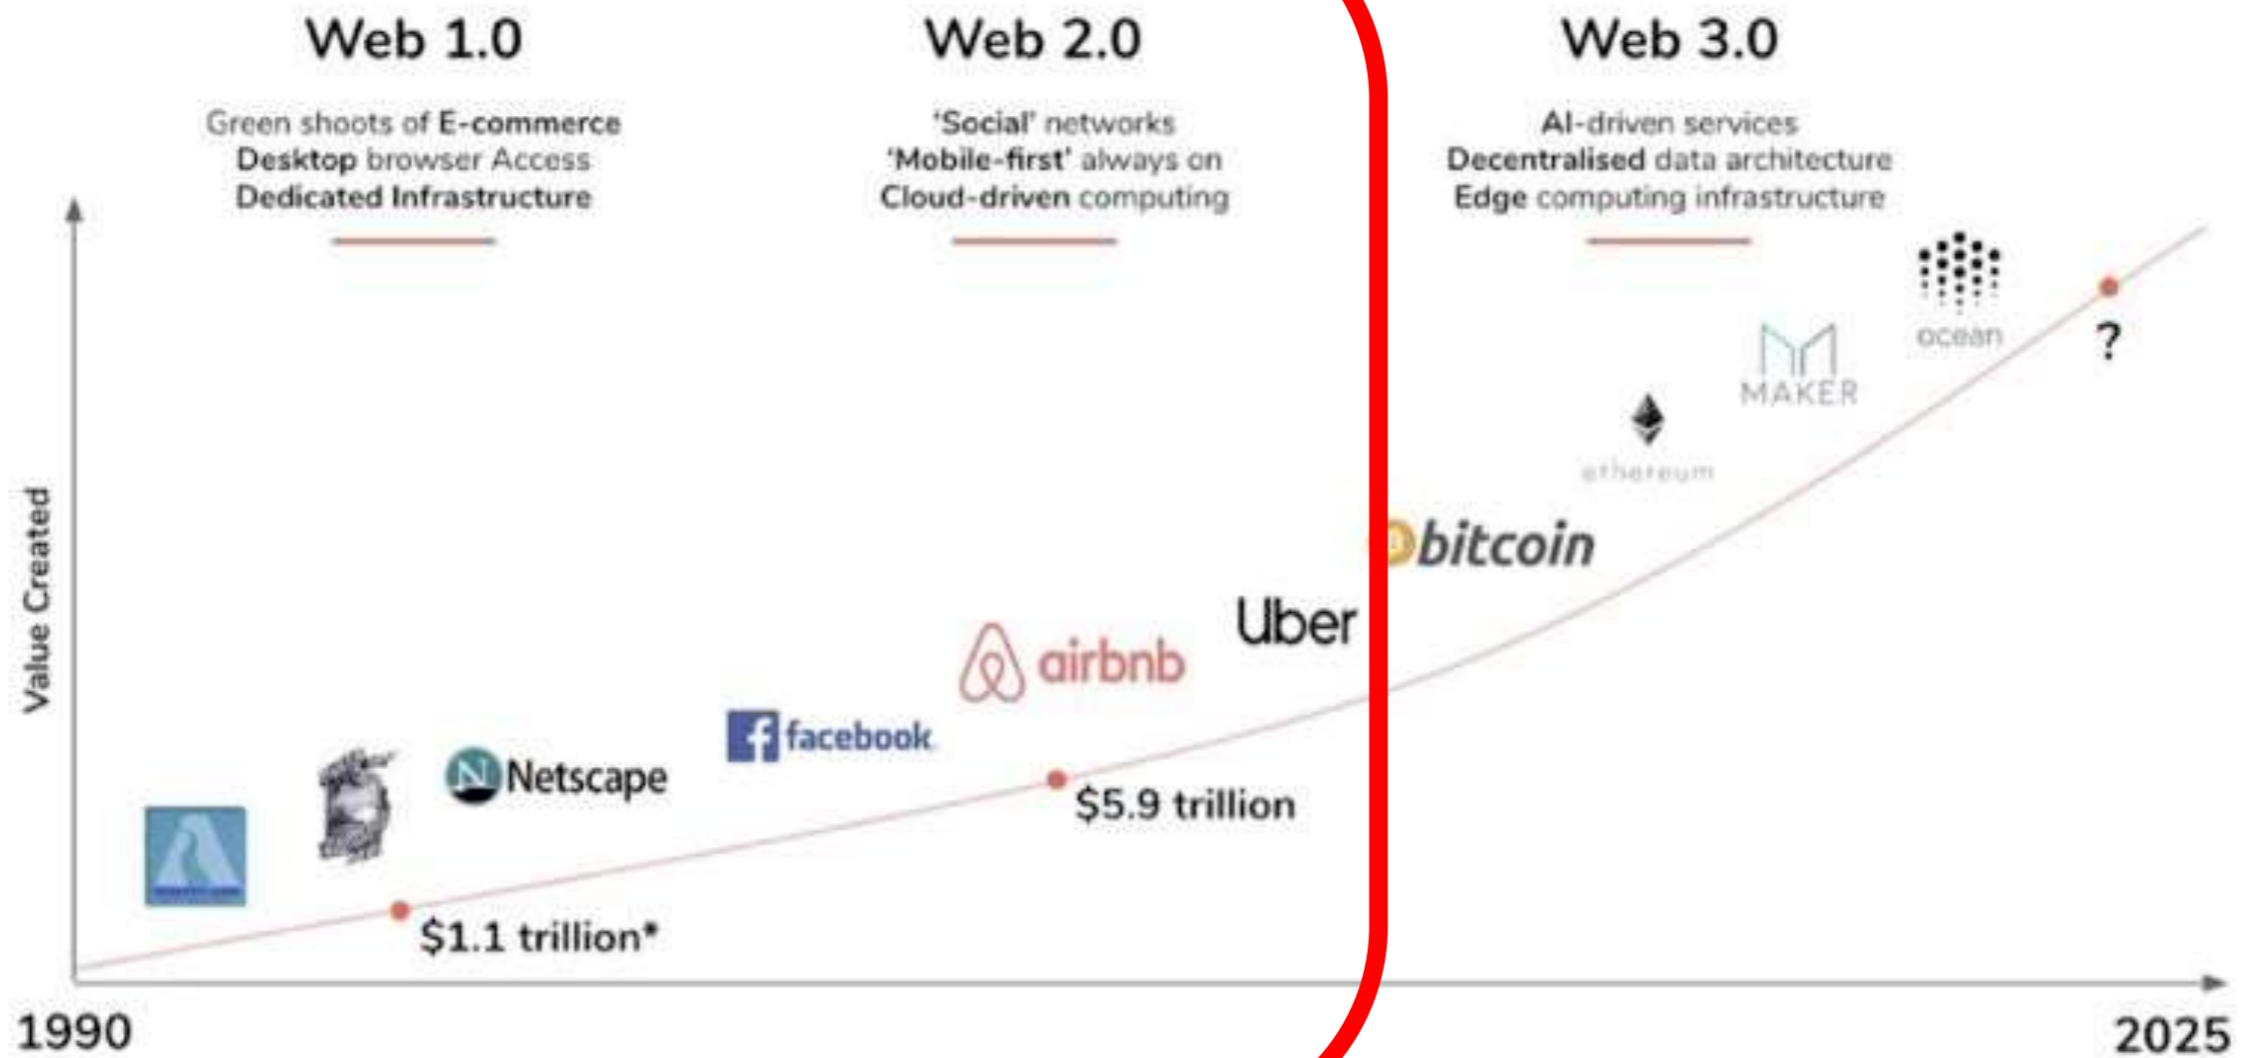 Web 1.0
Green shoots of E-commerce
Desktop browser Access
Dedicated Infrastructure
Web 2.0
'Social' networks
'Mobile-first' always on
Cloud-driven computing
Web 3.0
AI-driven services
Decentralised data architecture
Edge computing infrastructure
Value Created
Netscape
$1.1 trillion*
facebook
airbnb
Uber
$5.9 trillion
bitcoin
ethereum
MAKER
ocean
?
1990
2025